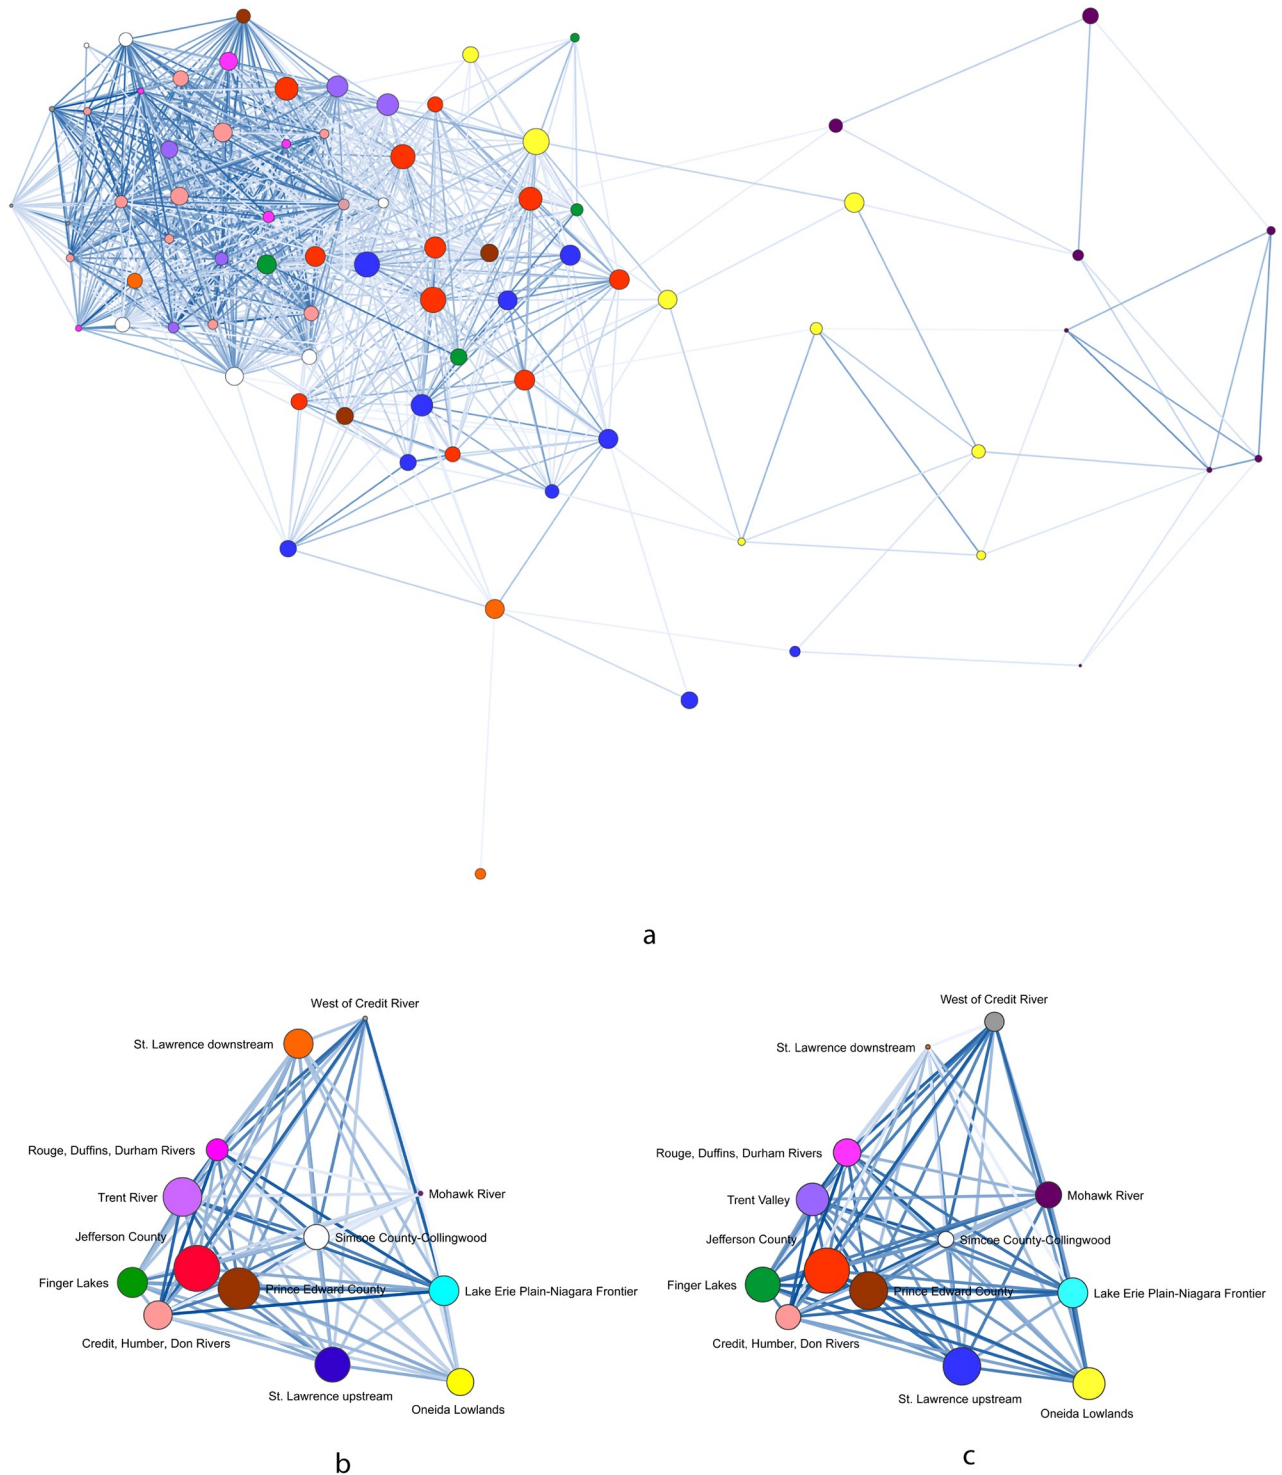 a
West of Credit River
St. Lawrence downstream
Rouge, Duffins, Durham Rivers
Trent River
Mohawk River
Jefferson County
Simcoe County-Collingwood
Finger Lakes
Prince Edward County
Lake Erie Plain-Niagara Frontier
Credit, Humber, Don Rivers
St. Lawrence upstream
Oneida Lowlands
b
West of Credit River
St. Lawrence downstream
Rouge, Duffins, Durham Rivers
Trent Valley
Mohawk River
Jefferson County
Simcoe County-Collingwood
Finger Lakes
Prince Edward County
Lake Erie Plain-Niagara Frontier
Credit, Humber, Don Rivers
St. Lawrence upstream
Oneida Lowlands
c